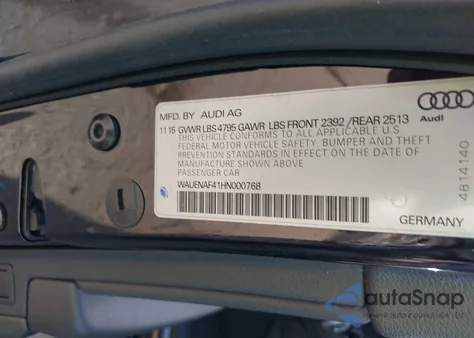 MFD. BY AUDI AG
11 15 GVWR LBS 4795 GAWR LBS FRONT 2392 /REAR 2513
THIS VEHICLE CONFORMS TO ALL APPLICABLE U.S.
FEDERAL MOTOR VEHICLE SAFETY, BUMPER AND THEFT
PREVENTION STANDARDS IN EFFECT ON THE DATE OF
MANUFACTURE SHOWN ABOVE
PASSENGER CAR
WAUENAF41HN000768
GERMANY
Audi
4814140
autoSnap